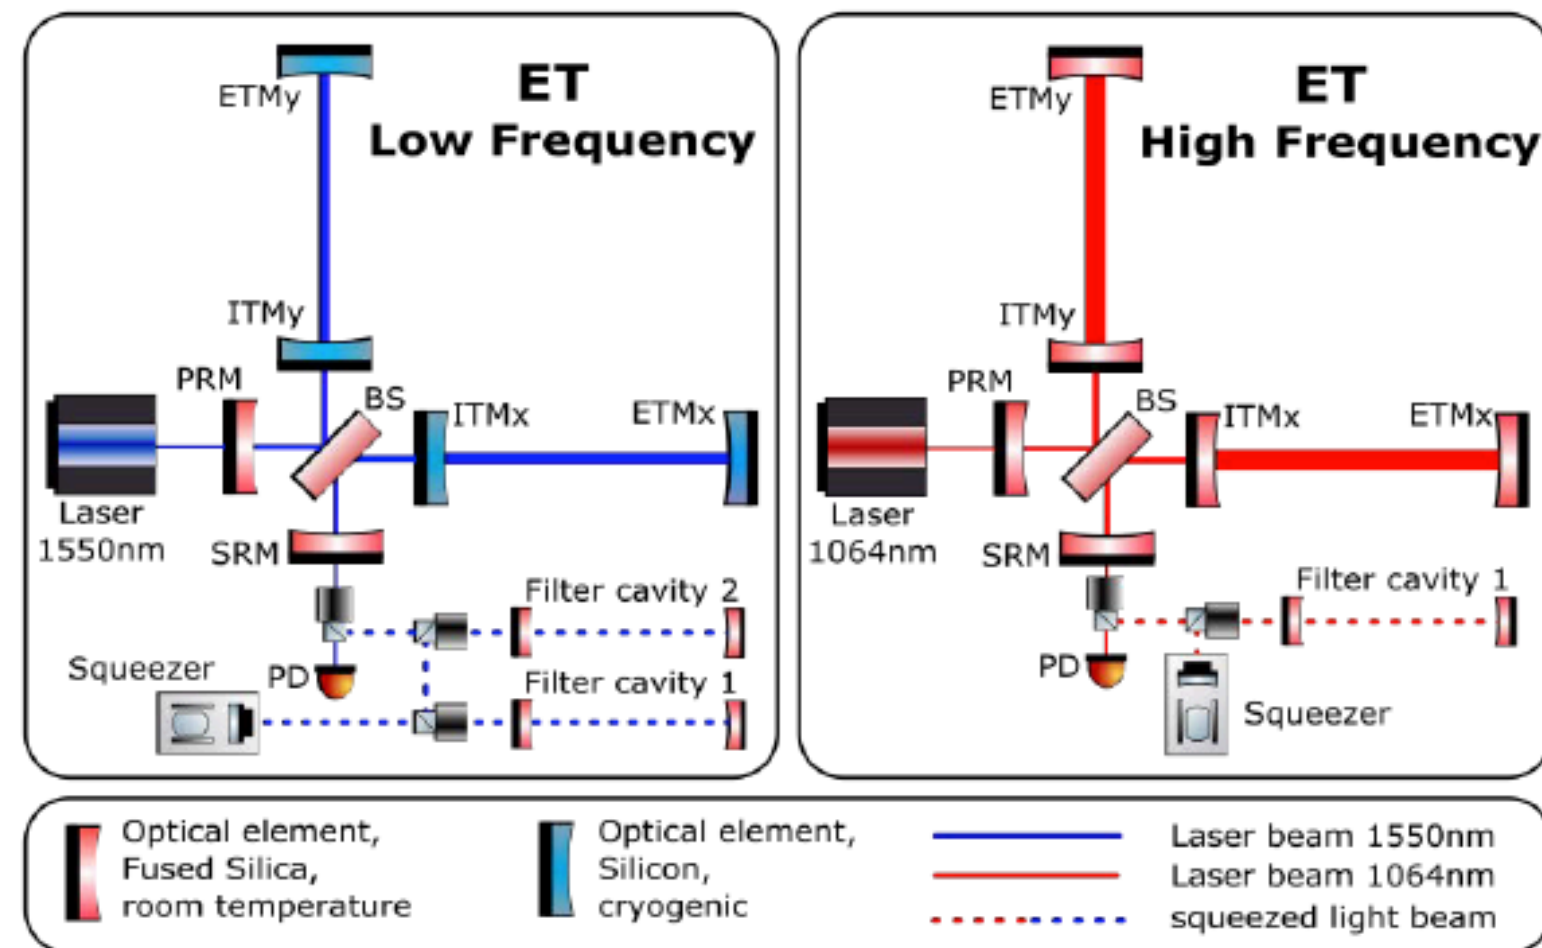 ET
Low Frequency
ETMy
ITMy
PRM
BS
ITMx
ETMx
Laser
1550nm
SRM
Filter cavity 2
Squeezer
PD
Filter cavity 1
ET
High Frequency
ETMy
ITMy
PRM
BS
ITMx
ETMx
Laser
1064nm
SRM
Filter cavity 1
PD
Squeezer
Optical element,
Fused Silica,
room temperature
Optical element,
Silicon,
cryogenic
Laser beam 1550nm
Laser beam 1064nm
squeezed light beam